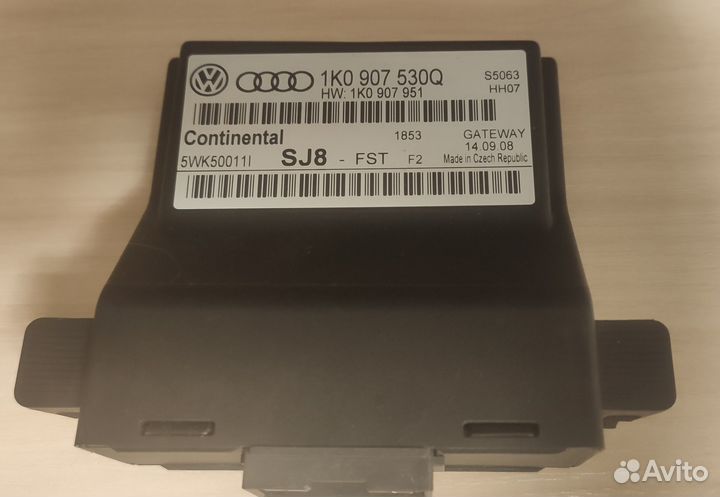 1K0 907 530Q
S5063
HW: 1K0 907 951
HH07
Continental
1853
GATEWAY
14.09.08
5WK50011I
SJ8 - FST
F2
Made in Czech Republic
Avito